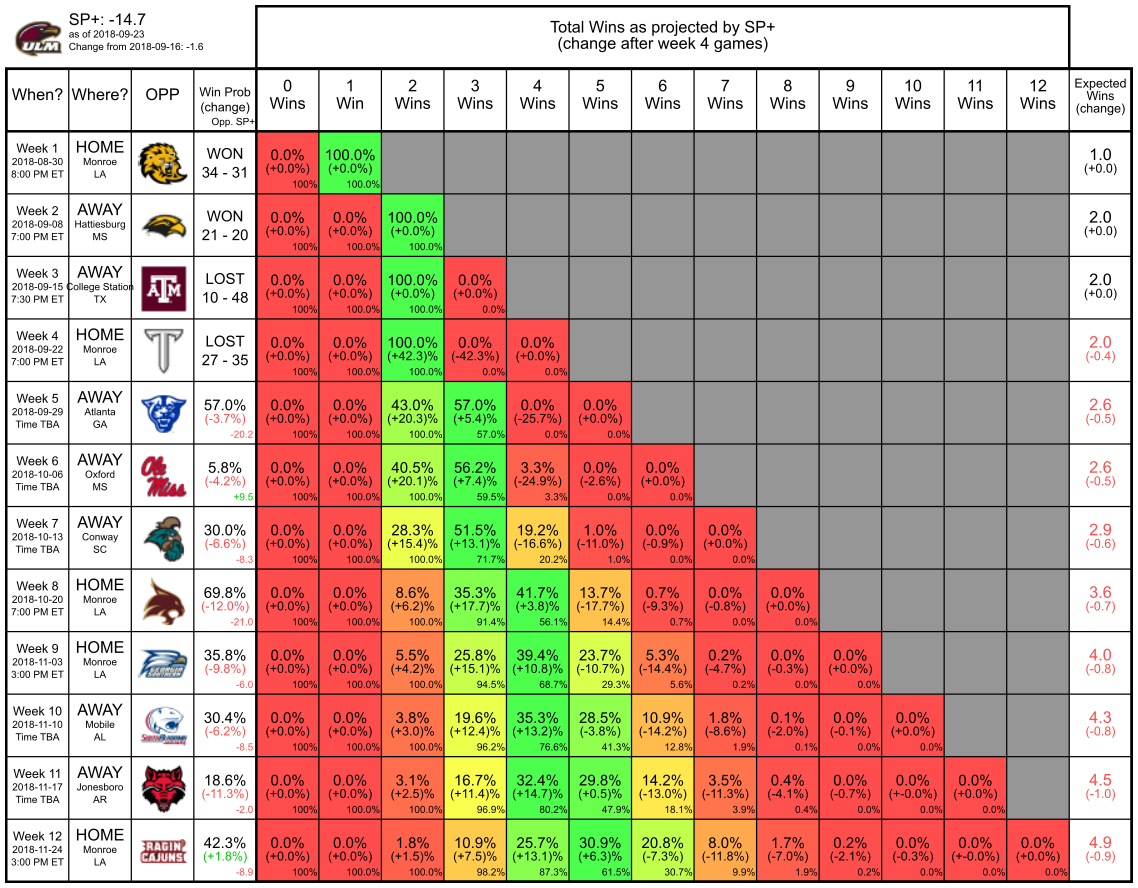 SP+: -14.7
as of 2018-09-23
Change from 2018-09-16: -1.6
ULM
Total Wins as projected by SP+
(change after week 4 games)
When? Where? OPP Win Prob (change) Opp. SP+ 0 Wins 1 Win 2 Wins 3 Wins 4 Wins 5 Wins 6 Wins 7 Wins 8 Wins 9 Wins 10 Wins 11 Wins 12 Wins Expected Wins (change)
Week 1 HOME WON 0.0% 100.0% 1.0
2018-08-30 Monroe 34 - 31 (+0.0%) (+0.0%) (+0.0)
8:00 PM ET LA 100% 100.0%
Week 2 AWAY WON 0.0% 0.0% 100.0% 2.0
2018-09-08 Hattiesburg 21 - 20 (+0.0%) (+0.0%) (+0.0%) (+0.0)
7:00 PM ET MS 100% 100.0% 100.0%
Week 3 AWAY ATM LOST 0.0% 0.0% 100.0% 0.0% 2.0
2018-09-15 College Station 10 - 48 (+0.0%) (+0.0%) (+0.0%) (+0.0%) (+0.0)
7:30 PM ET TX 100% 100.0% 100.0% 0.0%
Week 4 HOME T LOST 0.0% 0.0% 100.0% 0.0% 0.0% 2.0
2018-09-22 Monroe 27 - 35 (+0.0%) (+0.0%) (+42.3)% (-42.3%) (+0.0%) (-0.4)
7:00 PM ET LA 100% 100.0% 100.0% 0.0% 0.0%
Week 5 AWAY 57.0% 0.0% 0.0% 43.0% 57.0% 0.0% 0.0% 2.6
2018-09-29 Atlanta (-3.7%) (+0.0%) (+0.0%) (+20.3)% (+5.4)% (-25.7%) (+0.0%) (-0.5)
Time TBA GA -20.2 100% 100.0% 100.0% 57.0% 0.0% 0.0%
Week 6 AWAY Ole Miss 5.8% 0.0% 0.0% 40.5% 56.2% 3.3% 0.0% 0.0% 2.6
2018-10-06 Oxford (-4.2%) (+0.0%) (+0.0%) (+20.1)% (+7.4)% (-24.9%) (-2.6%) (+0.0%) (-0.5)
Time TBA MS +9.5 100% 100.0% 100.0% 59.5% 3.3% 0.0% 0.0%
Week 7 AWAY 30.0% 0.0% 0.0% 28.3% 51.5% 19.2% 1.0% 0.0% 0.0% 2.9
2018-10-13 Conway (-6.6%) (+0.0%) (+0.0%) (+15.4)% (+13.1)% (-16.6%) (-11.0%) (-0.9%) (+0.0%) (-0.6)
Time TBA SC -8.3 100% 100.0% 100.0% 71.7% 20.2% 1.0% 0.0% 0.0%
Week 8 HOME 69.8% 0.0% 0.0% 8.6% 35.3% 41.7% 13.7% 0.7% 0.0% 0.0% 3.6
2018-10-20 Monroe (-12.0%) (+0.0%) (+0.0%) (+6.2)% (+17.7)% (+3.8)% (-17.7%) (-9.3%) (-0.8%) (+0.0%) (-0.7)
7:00 PM ET LA -21.0 100% 100.0% 100.0% 91.4% 56.1% 14.4% 0.7% 0.0% 0.0%
Week 9 HOME 35.8% 0.0% 0.0% 5.5% 25.8% 39.4% 23.7% 5.3% 0.2% 0.0% 0.0% 4.0
2018-11-03 Monroe (-9.8%) (+0.0%) (+0.0%) (+4.2)% (+15.1)% (+10.8)% (-10.7%) (-14.4%) (-4.7%) (-0.3%) (+0.0%) (-0.8)
3:00 PM ET LA -6.0 100% 100.0% 100.0% 94.5% 68.7% 29.3% 5.6% 0.2% 0.0% 0.0%
Week 10 AWAY 30.4% 0.0% 0.0% 3.8% 19.6% 35.3% 28.5% 10.9% 1.8% 0.1% 0.0% 0.0% 4.3
2018-11-10 Mobile (-6.2%) (+0.0%) (+0.0%) (+3.0)% (+12.4)% (+13.2)% (-3.8%) (-14.2%) (-8.6%) (-2.0%) (-0.1%) (+0.0%) (-0.8)
Time TBA AL -8.5 100% 100.0% 100.0% 96.2% 76.6% 41.3% 12.8% 1.9% 0.1% 0.0% 0.0%
Week 11 AWAY 18.6% 0.0% 0.0% 3.1% 16.7% 32.4% 29.8% 14.2% 3.5% 0.4% 0.0% 0.0% 0.0% 4.5
2018-11-17 Jonesboro (-11.3%) (+0.0%) (+0.0%) (+2.5)% (+11.4)% (+14.7)% (+0.5)% (-13.0%) (-11.3%) (-4.1%) (-0.7%) (+-0.0%) (+0.0%) (-1.0)
Time TBA AR -2.0 100% 100.0% 100.0% 96.9% 80.2% 47.9% 18.1% 3.9% 0.4% 0.0% 0.0% 0.0%
Week 12 HOME RAGIN' CAJUNS 42.3% 0.0% 0.0% 1.8% 10.9% 25.7% 30.9% 20.8% 8.0% 1.7% 0.2% 0.0% 0.0% 0.0% 4.9
2018-11-24 Monroe (+1.8%) (+0.0%) (+0.0%) (+1.5)% (+7.5)% (+13.1)% (+6.3)% (-7.3%) (-11.8%) (-7.0%) (-2.1%) (-0.3%) (+-0.0%) (+0.0%) (-0.9)
3:00 PM ET LA -8.9 100% 100.0% 100.0% 98.2% 87.3% 61.5% 30.7% 9.9% 1.9% 0.2% 0.0% 0.0% 0.0%